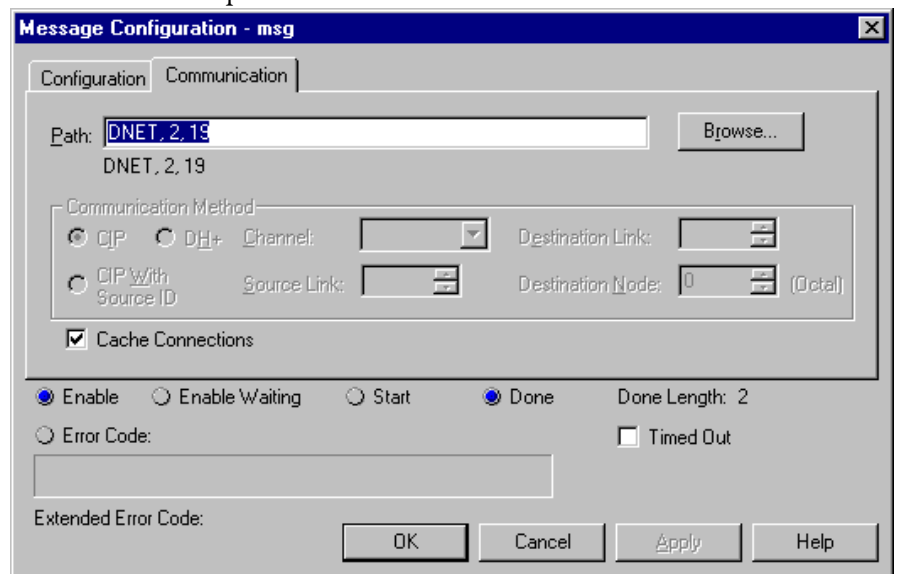 Message Configuration - msg
Configuration Communication
Path: DNET, 2, 19 Browse...
DNET, 2, 19
Communication Method
CIP DH+ Channel: Destination Link:
CIP With Source ID Source Link: Destination Node: 0 (Octal)
Cache Connections
Enable Enable Waiting Start Done Done Length: 2
Error Code: Timed Out
Extended Error Code:
OK Cancel Apply Help